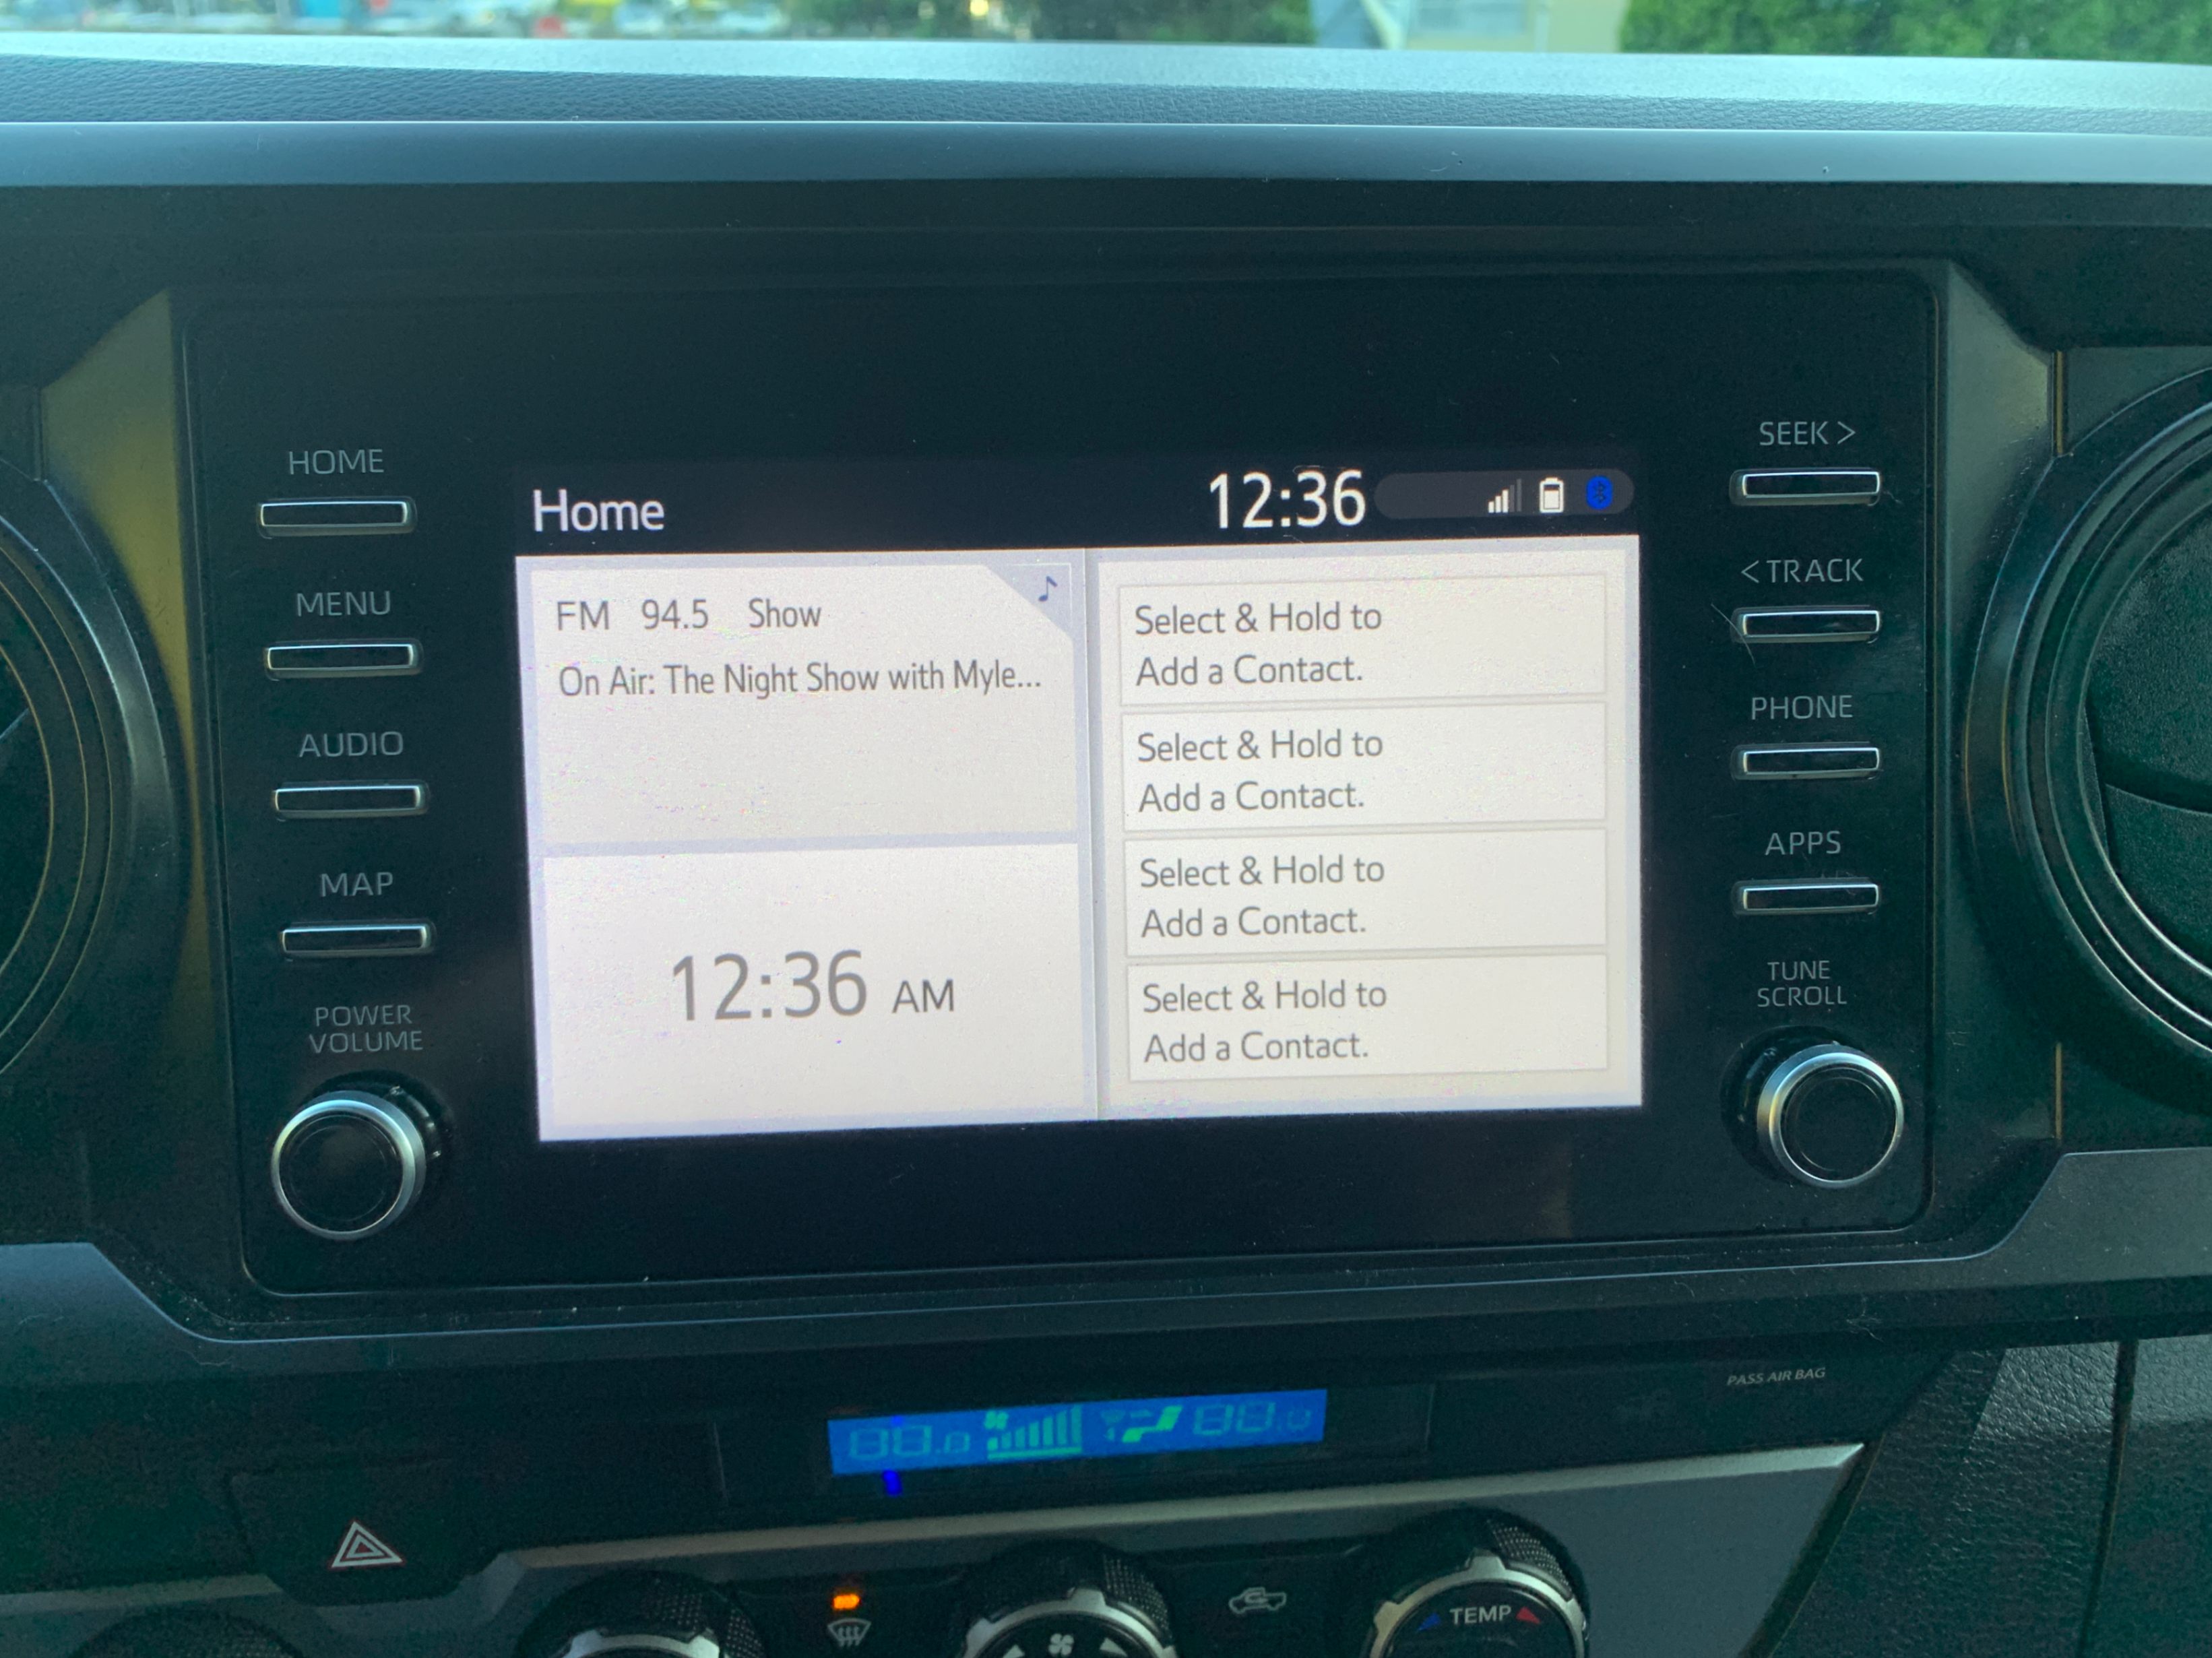 HOME
MENU
AUDIO
MAP
POWER
VOLUME
Home
12:36
FM 94.5 Show
On Air: The Night Show with Myle...
12:36 AM
Select & Hold to
Add a Contact.
Select & Hold to
Add a Contact.
Select & Hold to
Add a Contact.
Select & Hold to
Add a Contact.
SEEK >
< TRACK
PHONE
APPS
TUNE
SCROLL
PASS AIR BAG
TEMP